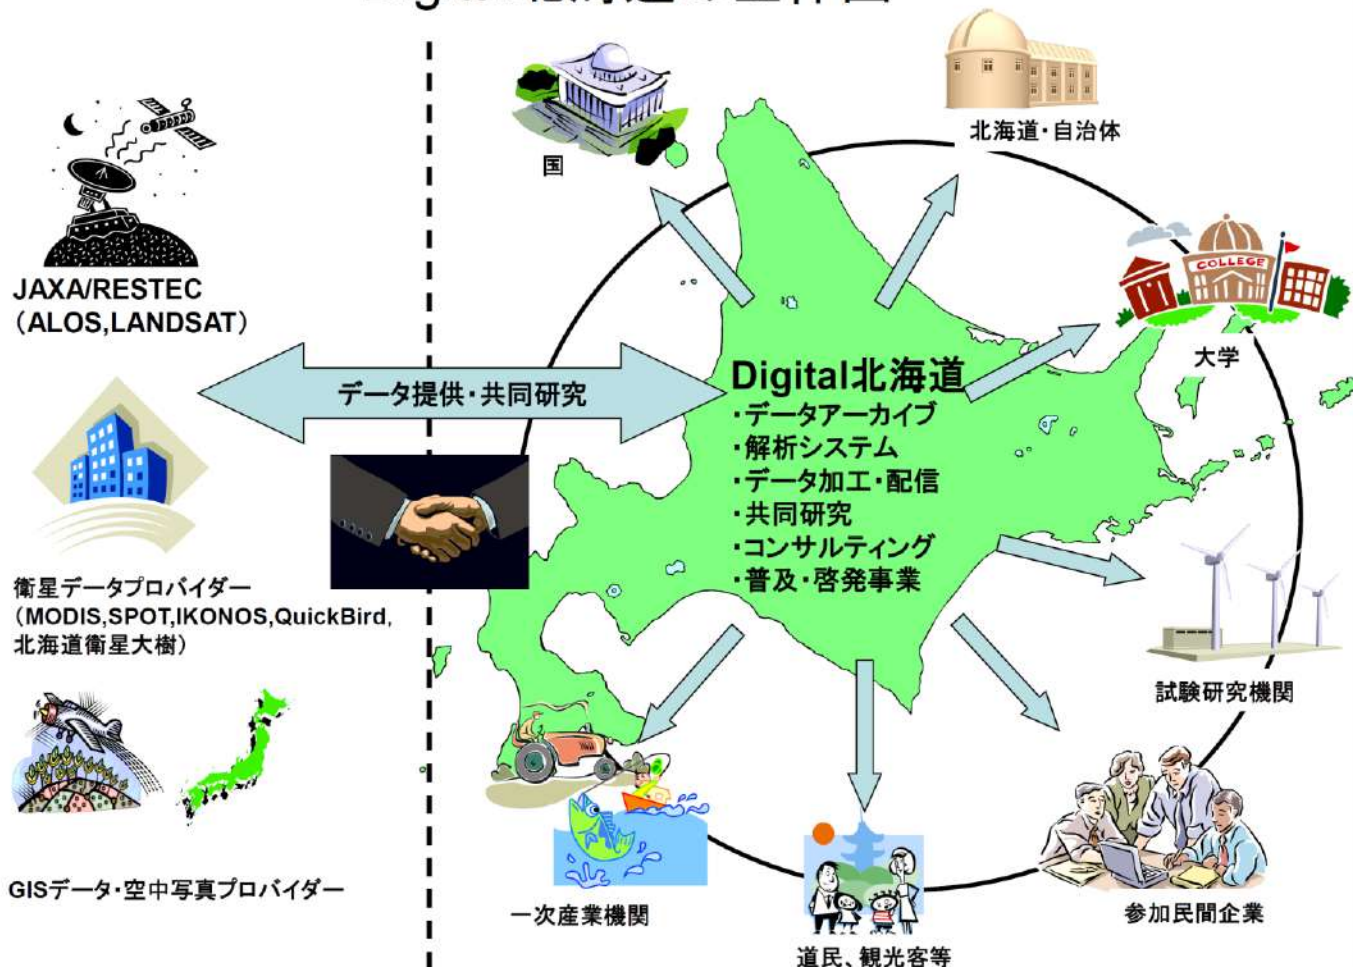 国
北海道・自治体
COLLEGE
大学
JAXA/RESTEC
（ALOS,LANDSAT）
データ提供・共同研究
Digital北海道
・データアーカイブ
・解析システム
・データ加工・配信
・共同研究
・コンサルティング
・普及・啓発事業
衛星データプロバイダー
（MODIS,SPOT,IKONOS,QuickBird,
北海道衛星大樹）
試験研究機関
GISデータ・空中写真プロバイダー
一次産業機関
道民、観光客等
参加民間企業